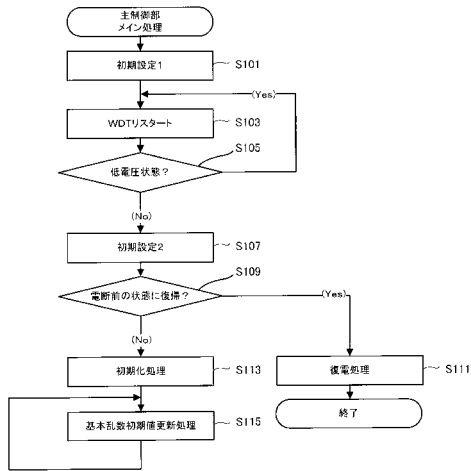 主制御部
メイン処理
初期設定1
S101
(Yes)
WDTリスタート
S103
低電圧状態?
S105
(No)
初期設定2
S107
電断前の状態に復帰?
S109
(Yes)
(No)
初期化処理
S113
復電処理
S111
基本乱数初期値更新処理
S115
終了